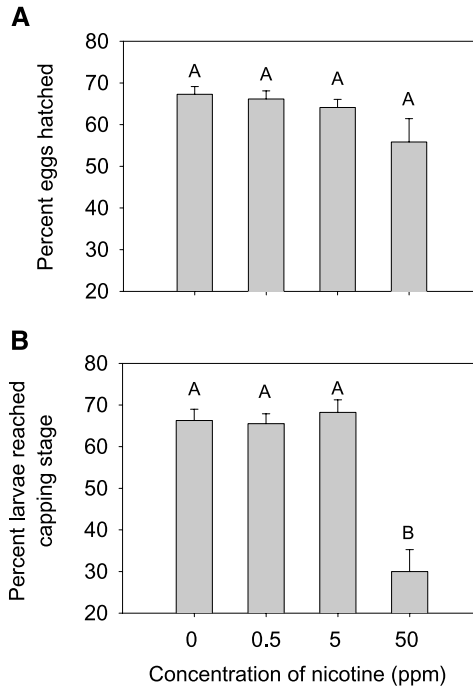 A
80
70
60
50
40
30
20
Percent eggs hatched
A
A
A
A
B
80
70
60
50
40
30
20
Percent larvae reached
capping stage
A
A
A
B
0 0.5 5 50
Concentration of nicotine (ppm)